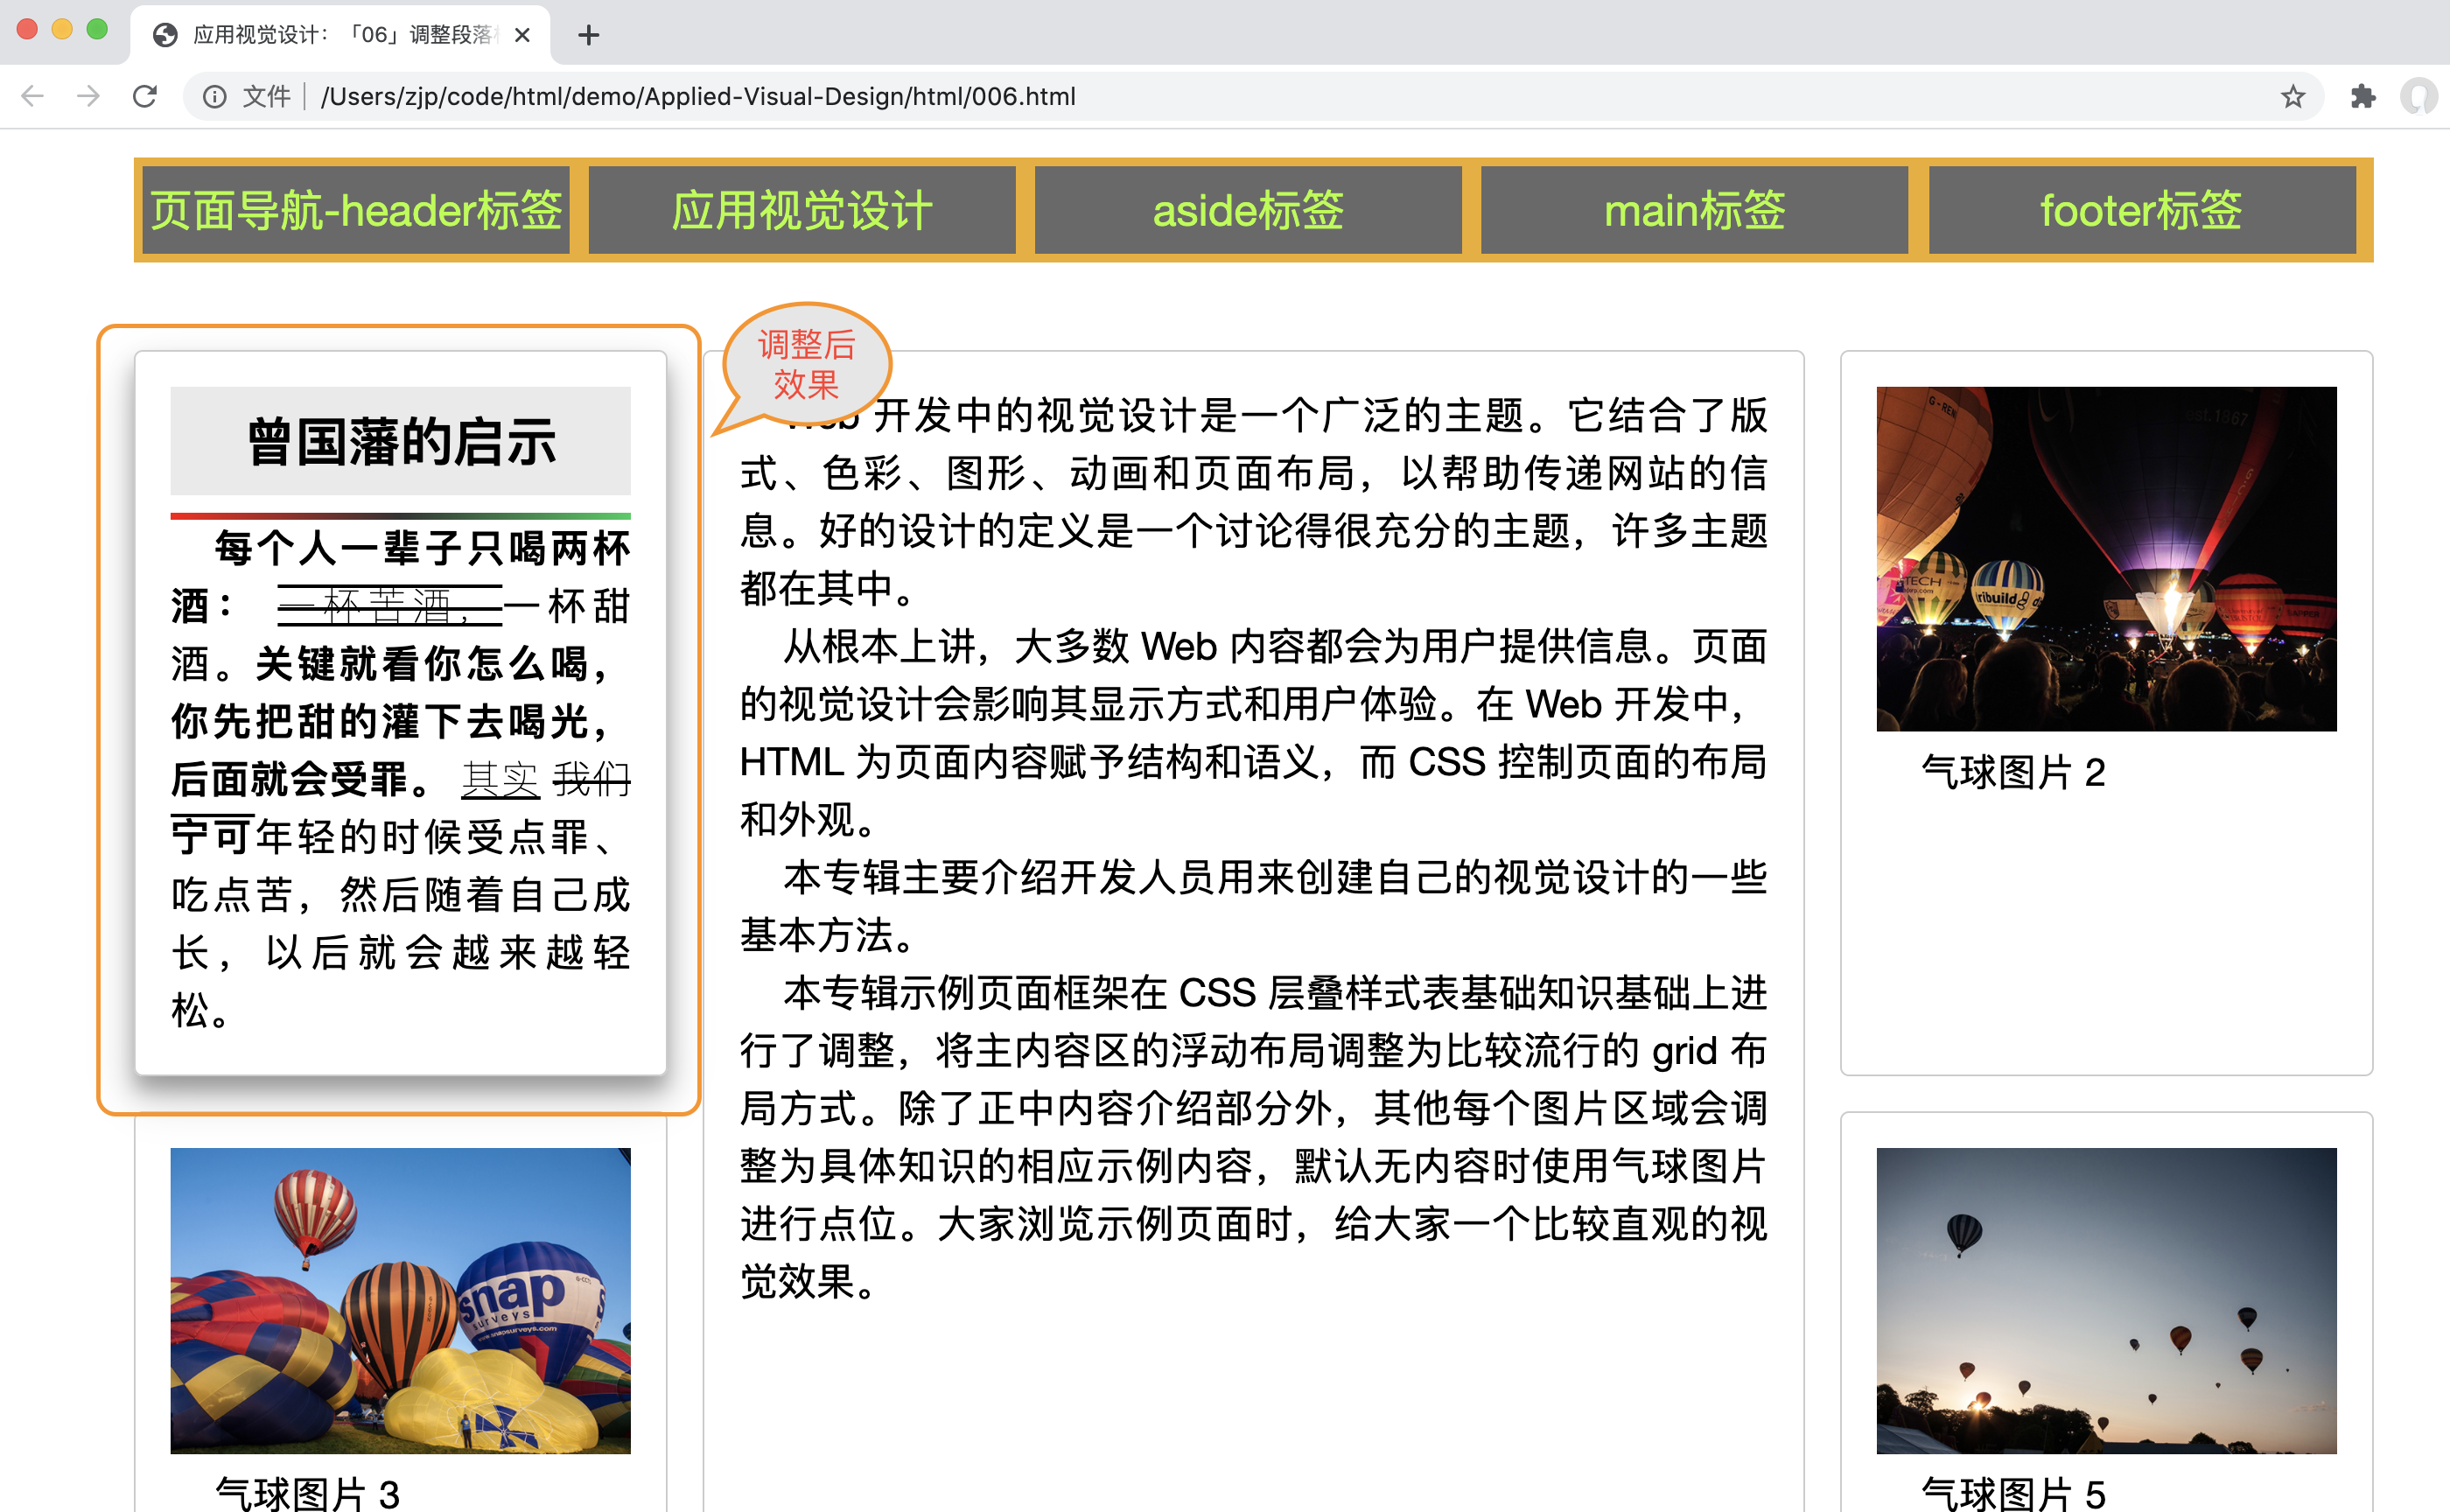 应用视觉设计：「06」调整段落
文件
/Users/zjp/code/html/demo/Applied-Visual-Design/html/006.html
页面导航-header标签
应用视觉设计
aside标签
main标签
footer标签
调整后
效果
曾国藩的启示
每个人一辈子只喝两杯
酒： 一杯苦酒，一杯甜
酒。关键就看你怎么喝，
你先把甜的灌下去喝光，
后面就会受罪。 其实 我们
宁可年轻的时候受点罪、
吃点苦，然后随着自己成
长，以后就会越来越轻
松。
Web 开发中的视觉设计是一个广泛的主题。它结合了版
式、色彩、图形、动画和页面布局，以帮助传递网站的信
息。好的设计的定义是一个讨论得很充分的主题，许多主题
都在其中。
从根本上讲，大多数 Web 内容都会为用户提供信息。页面
的视觉设计会影响其显示方式和用户体验。在 Web 开发中，
HTML 为页面内容赋予结构和语义，而 CSS 控制页面的布局
和外观。
本专辑主要介绍开发人员用来创建自己的视觉设计的一些
基本方法。
本专辑示例页面框架在 CSS 层叠样式表基础知识基础上进
行了调整，将主内容区的浮动布局调整为比较流行的 grid 布
局方式。除了正中内容介绍部分外，其他每个图片区域会调
整为具体知识的相应示例内容，默认无内容时使用气球图片
进行点位。大家浏览示例页面时，给大家一个比较直观的视
觉效果。
G-REN
est.1867
TECH
ribuild
气球图片 2
snap
surveys
www.snapsurveys.com
气球图片 3
气球图片 5